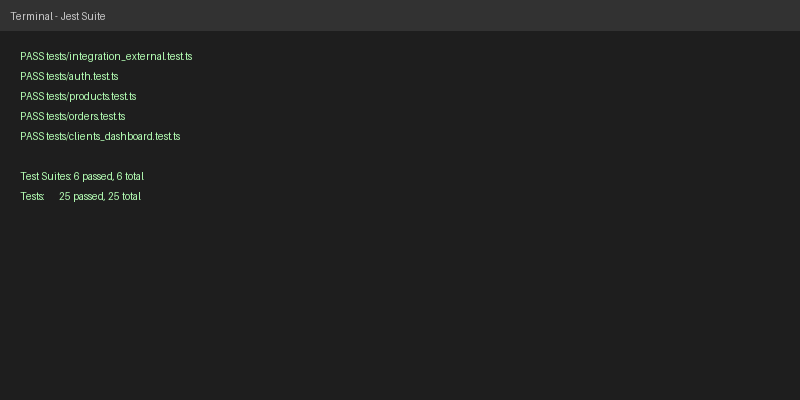 Terminal - Jest Suite
PASS tests/integration_external.test.ts
PASS tests/auth.test.ts
PASS tests/products.test.ts
PASS tests/orders.test.ts
PASS tests/clients_dashboard.test.ts
Test Suites: 6 passed, 6 total
Tests: 25 passed, 25 total